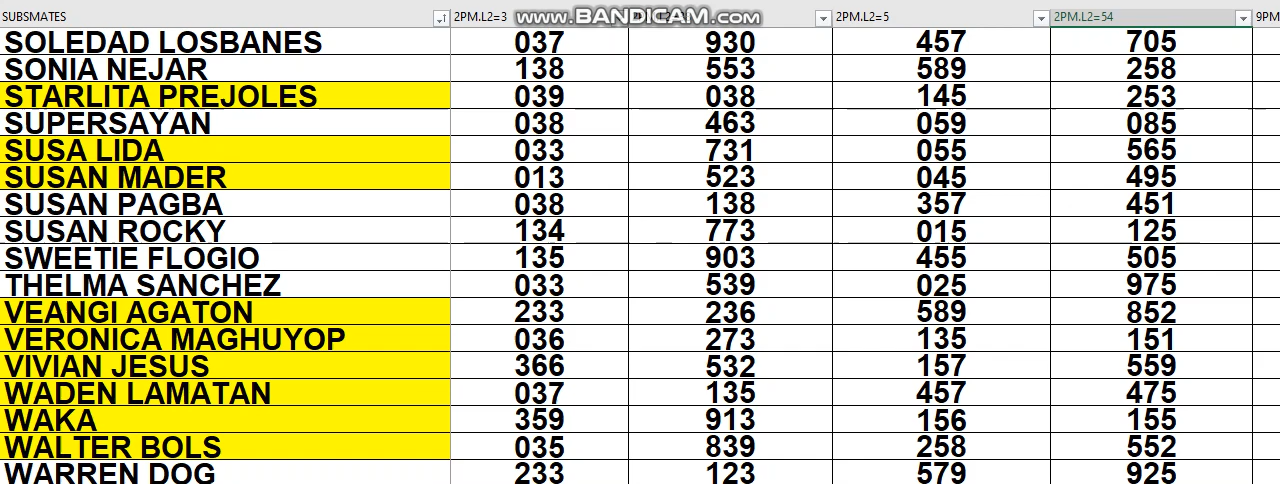 SUBSMATES 2PM.L2=3 www.BANDICAM.com 2PM.L2=5 2PM.L2=54 9PM
SOLEDAD LOSBANES 037 930 457 705
SONIA NEJAR 138 553 589 258
STARLITA PREJOLES 039 038 145 253
SUPERSAYAN 038 463 059 085
SUSA LIDA 033 731 055 565
SUSAN MADER 013 523 045 495
SUSAN PAGBA 038 138 357 451
SUSAN ROCKY 134 773 015 125
SWEETIE FLOGIO 135 903 455 505
THELMA SANCHEZ 033 539 025 975
VEANGI AGATON 233 236 589 852
VERONICA MAGHUYOP 036 273 135 151
VIVIAN JESUS 366 532 157 559
WADEN LAMATAN 037 135 457 475
WAKA 359 913 156 155
WALTER BOLS 035 839 258 552
WARREN DOG 233 123 579 925